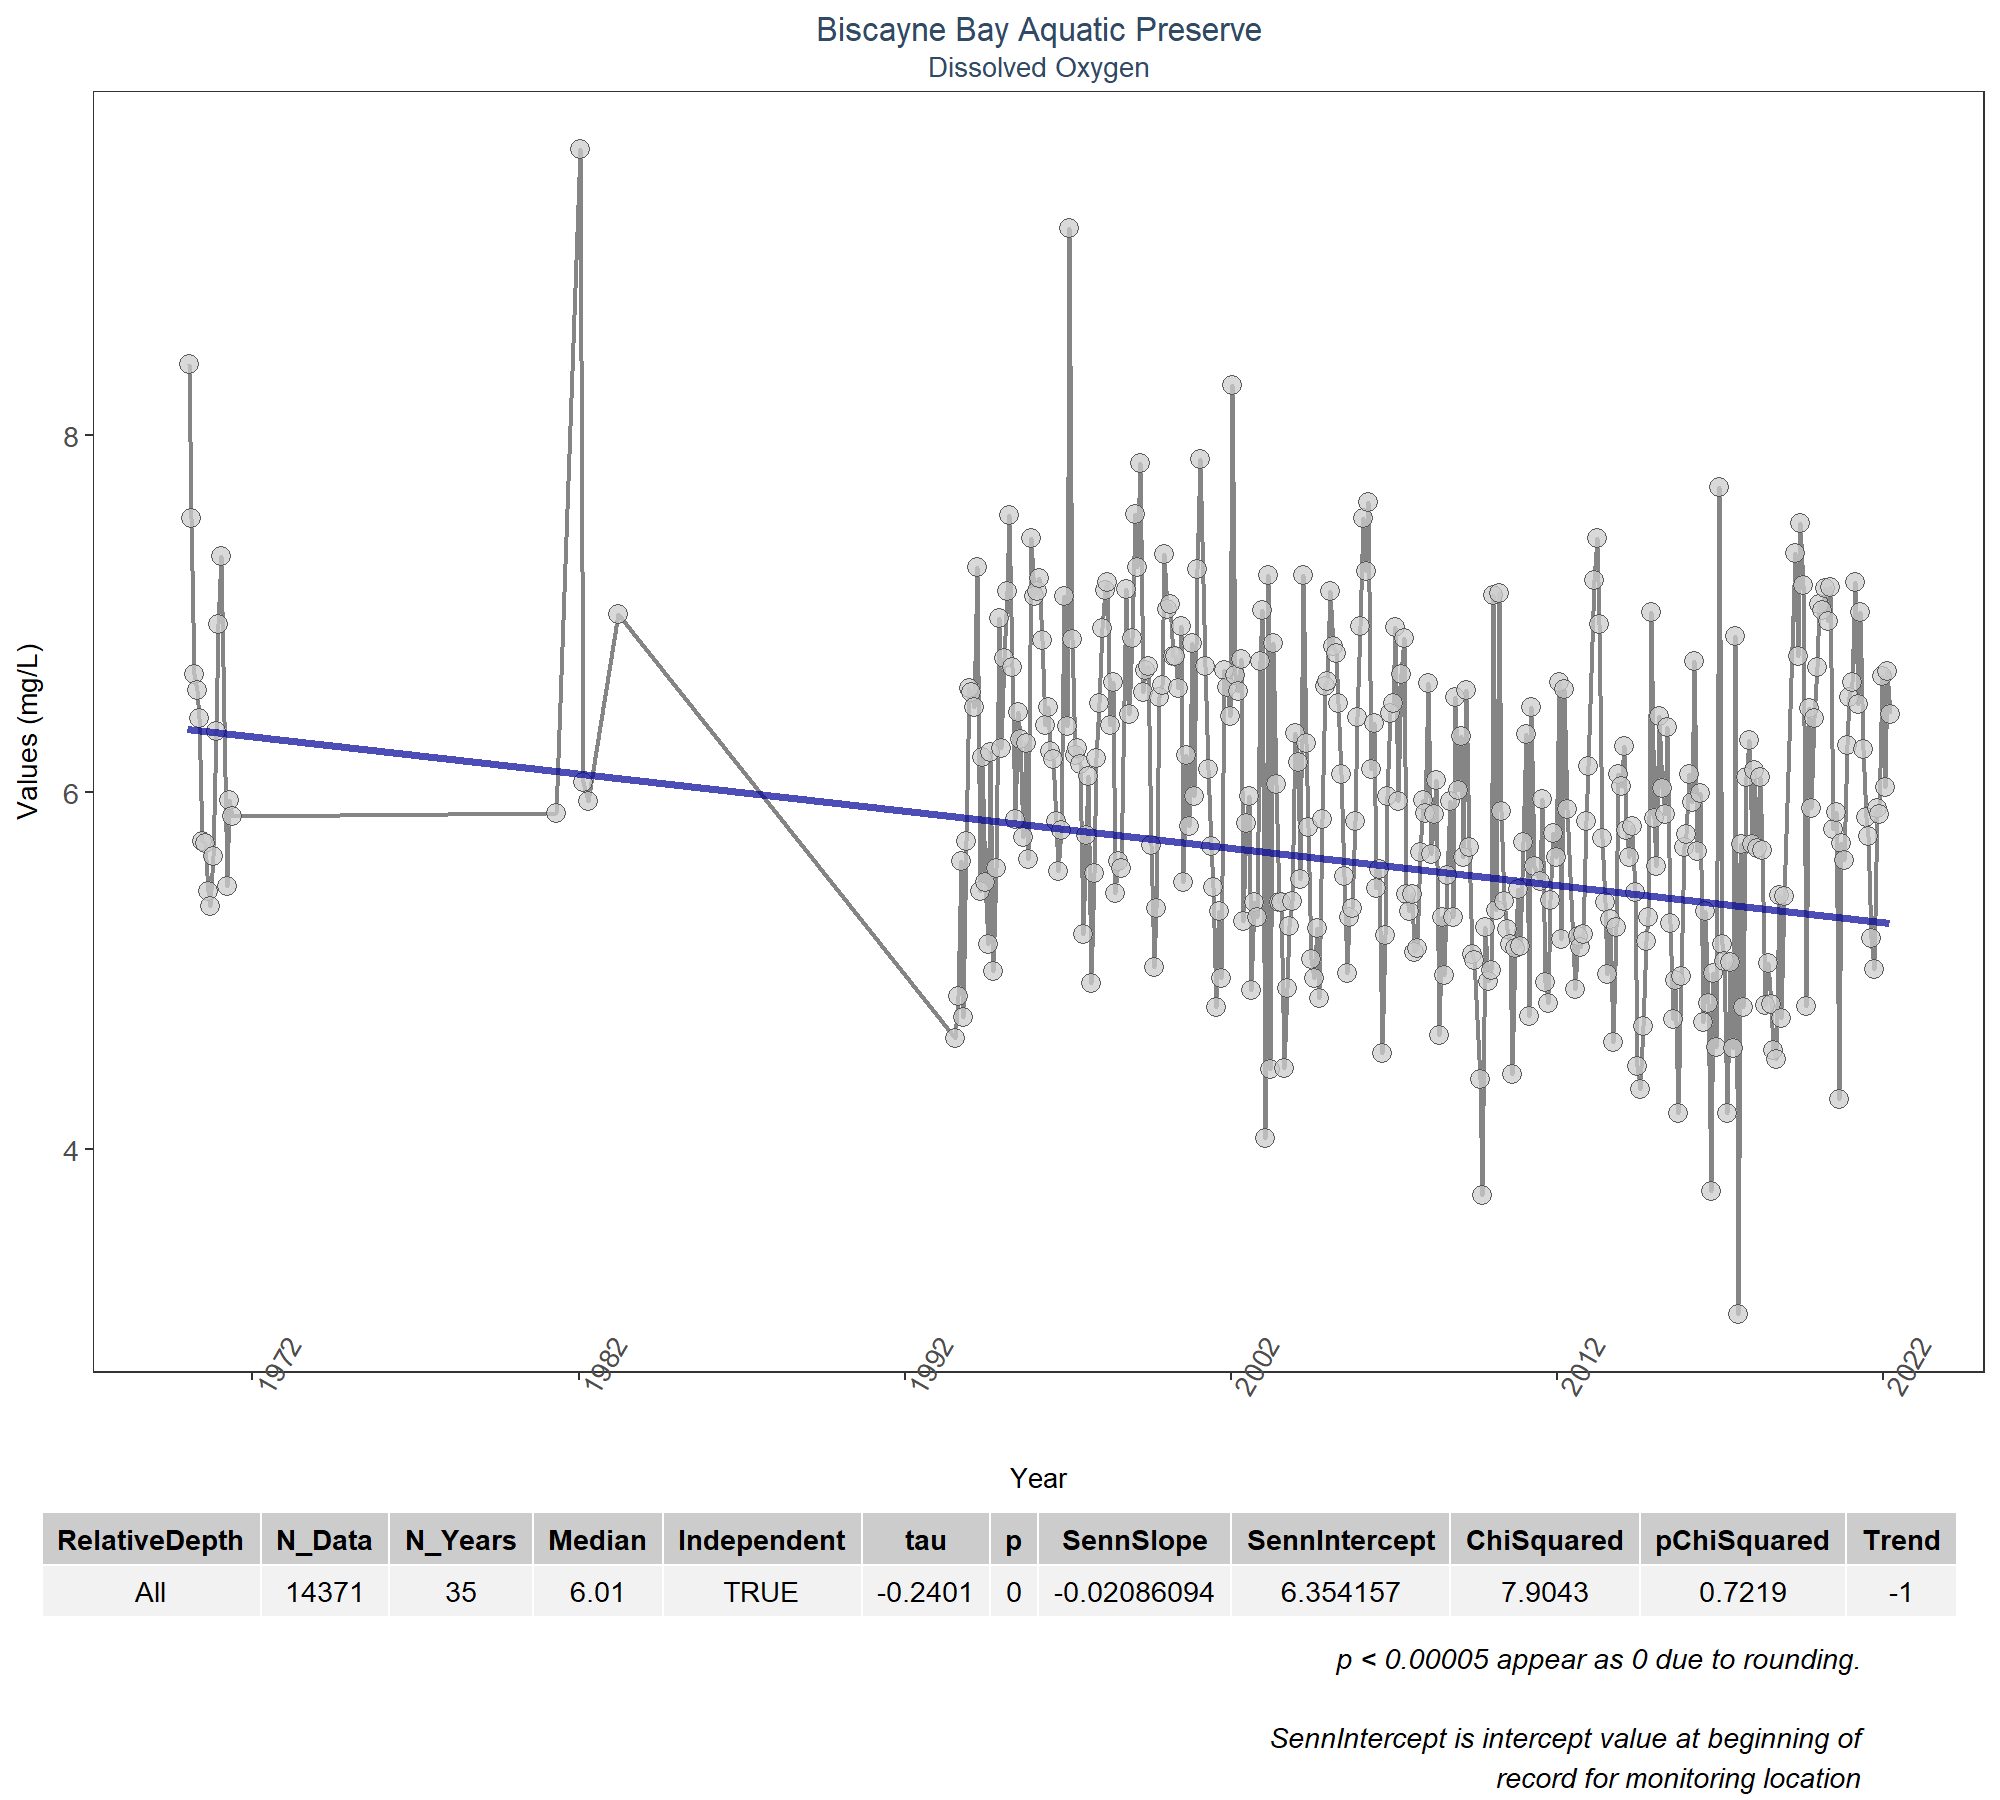 Biscayne Bay Aquatic Preserve
Dissolved Oxygen
Values (mg/L)
8
6
4
1972 1982 1992 2002 2012 2022
Year
RelativeDepth N_Data N_Years Median Independent tau p SennSlope SennIntercept ChiSquared pChiSquared Trend
All 14371 35 6.01 TRUE -0.2401 0 -0.02086094 6.354157 7.9043 0.7219 -1
p < 0.00005 appear as 0 due to rounding.
SennIntercept is intercept value at beginning of
record for monitoring location